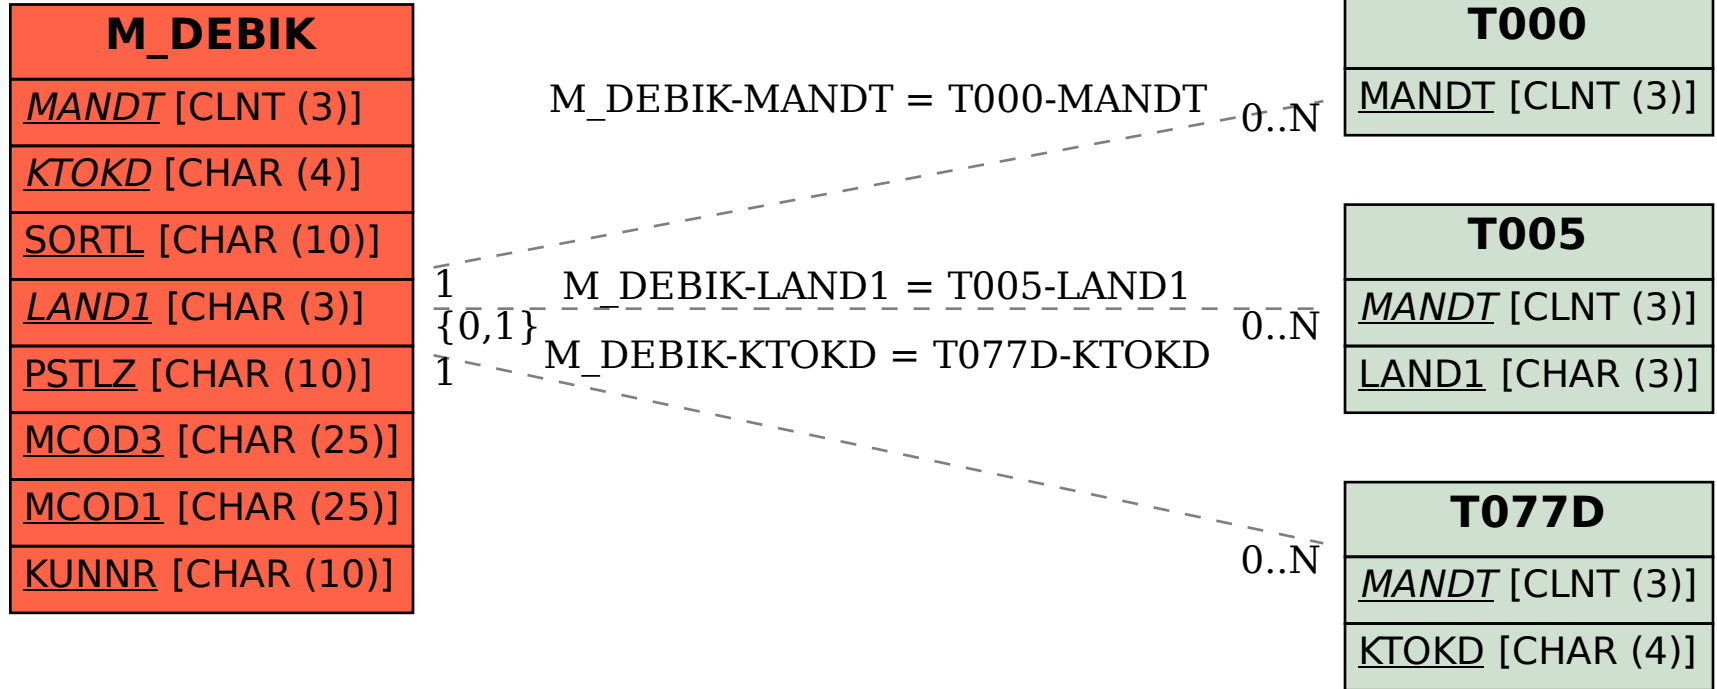 M_DEBIK
MANDT [CLNT (3)]
KTOKD [CHAR (4)]
SORTL [CHAR (10)]
LAND1 [CHAR (3)]
PSTLZ [CHAR (10)]
MCOD3 [CHAR (25)]
MCOD1 [CHAR (25)]
KUNNR [CHAR (10)]
M_DEBIK-MANDT = T000-MANDT
0..N
1
M_DEBIK-LAND1 = T005-LAND1
{0,1}
0..N
M_DEBIK-KTOKD = T077D-KTOKD
1
0..N
T000
MANDT [CLNT (3)]
T005
MANDT [CLNT (3)]
LAND1 [CHAR (3)]
T077D
MANDT [CLNT (3)]
KTOKD [CHAR (4)]